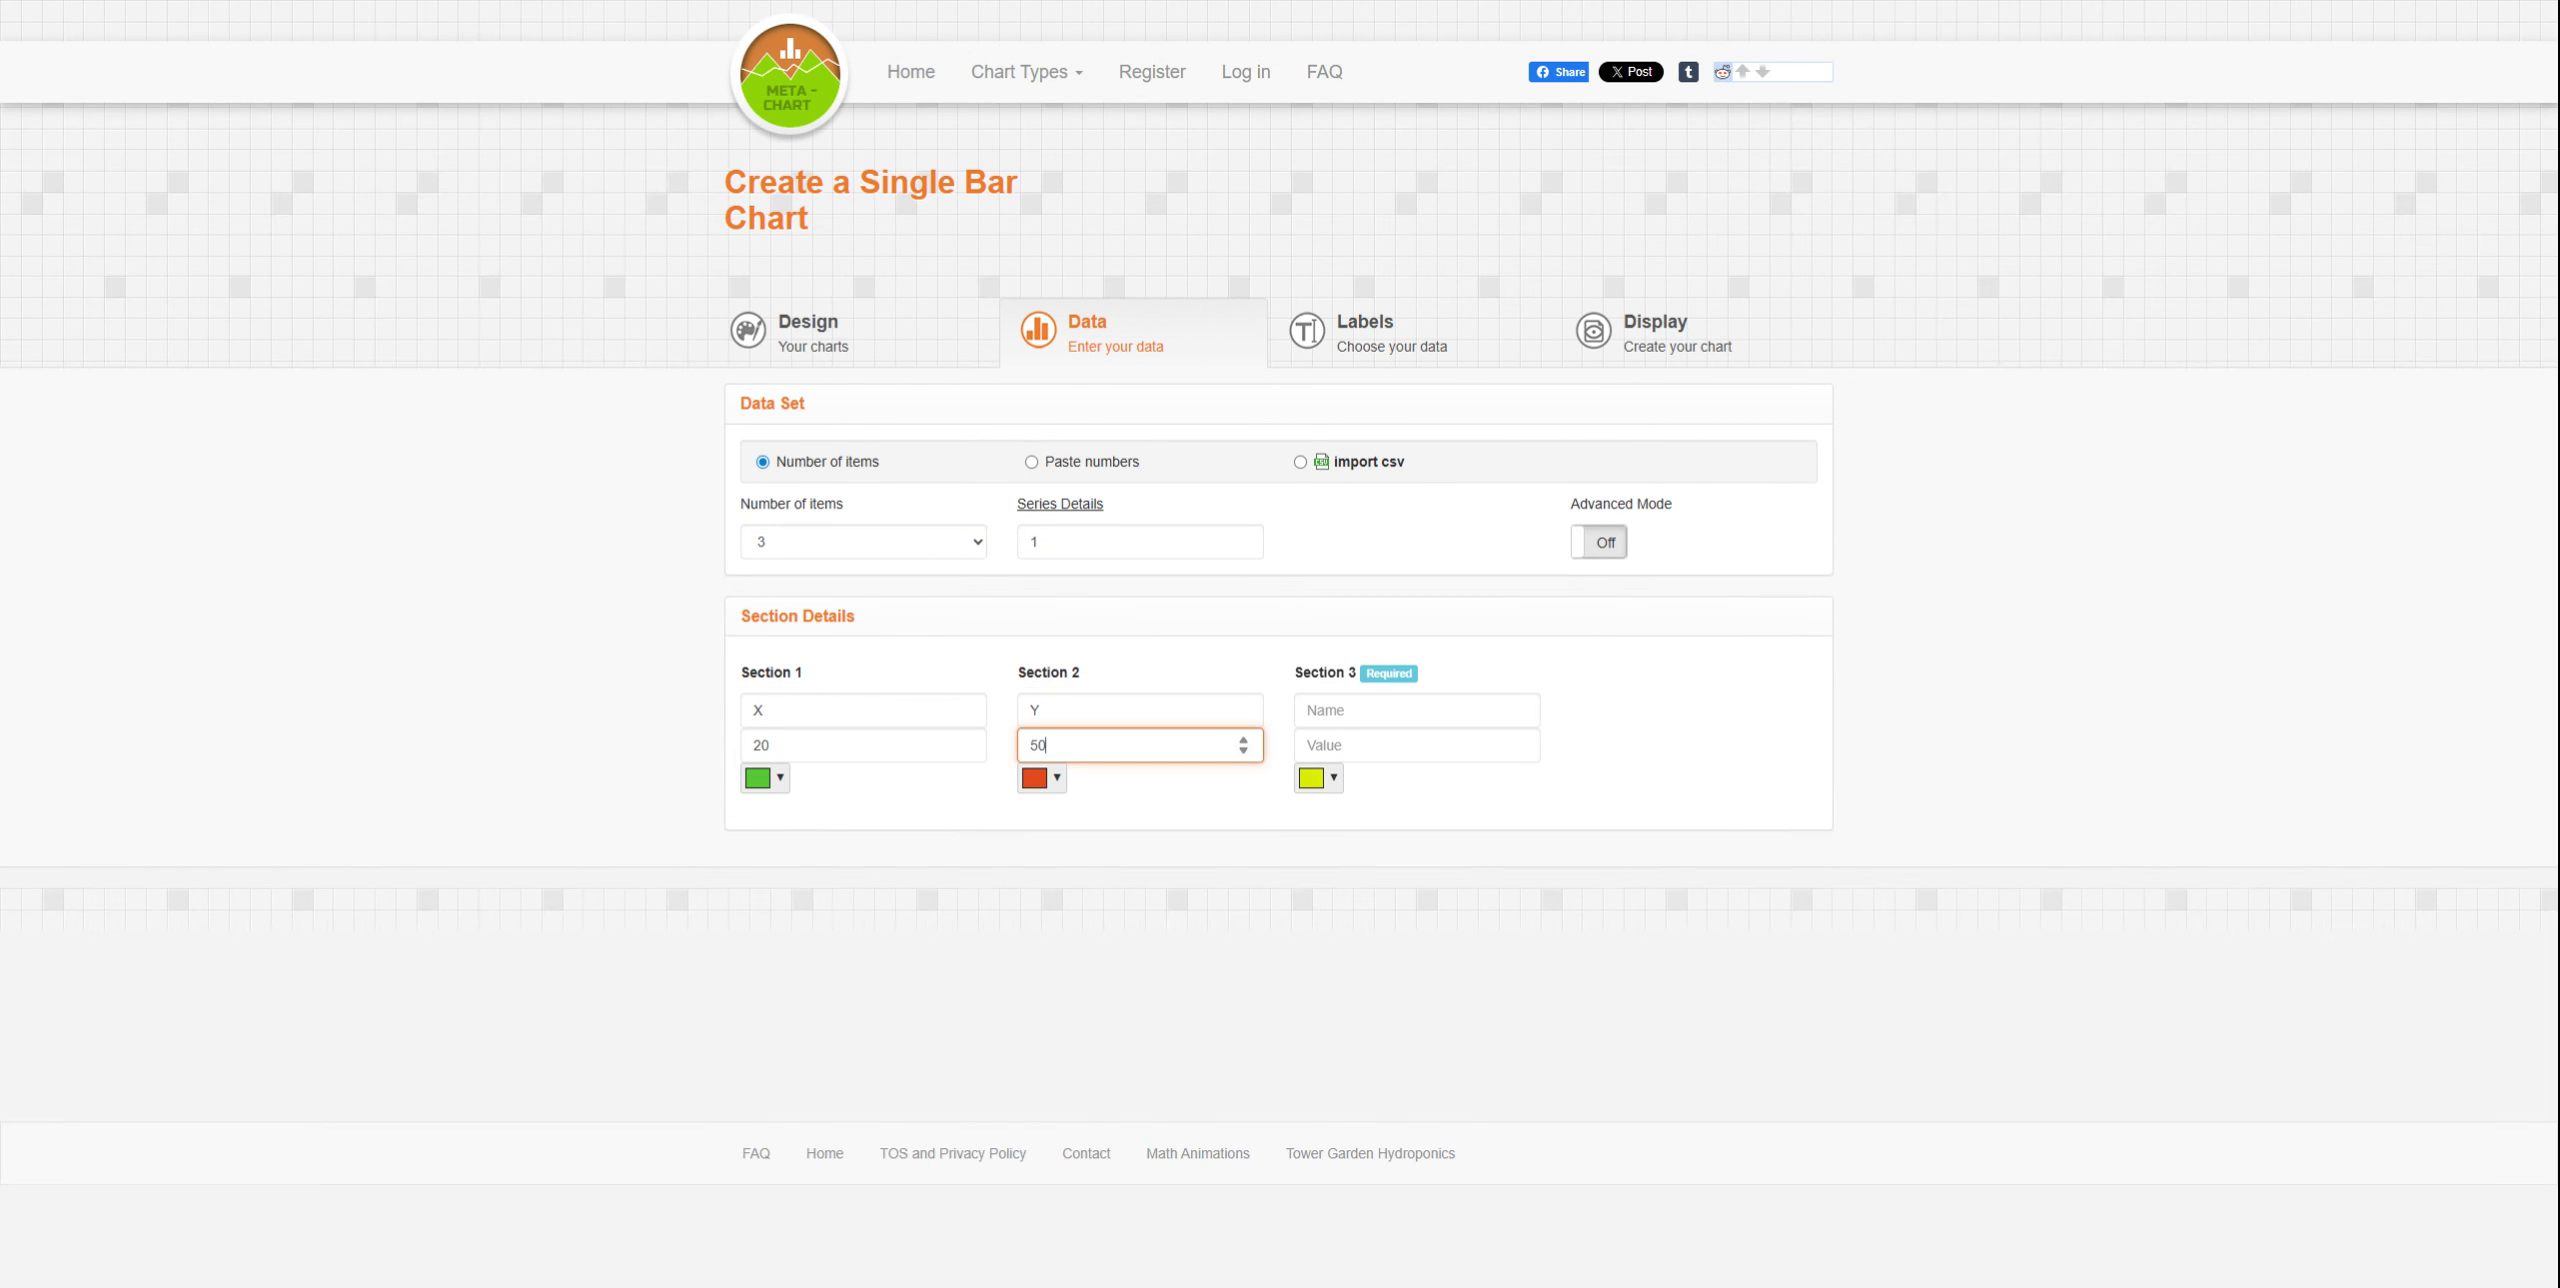 META -
CHART
Home
Chart Types
Register
Log in
FAQ
Share
Post
t
Create a Single Bar
Chart
Design
Your charts
Data
Enter your data
Labels
Choose your data
Display
Create your chart
Data Set
Number of items
Paste numbers
import csv
Number of items
Series Details
Advanced Mode
3
1
Off
Section Details
Section 1
Section 2
Section 3 Required
X
Y
Name
20
50
Value
FAQ
Home
TOS and Privacy Policy
Contact
Math Animations
Tower Garden Hydroponics